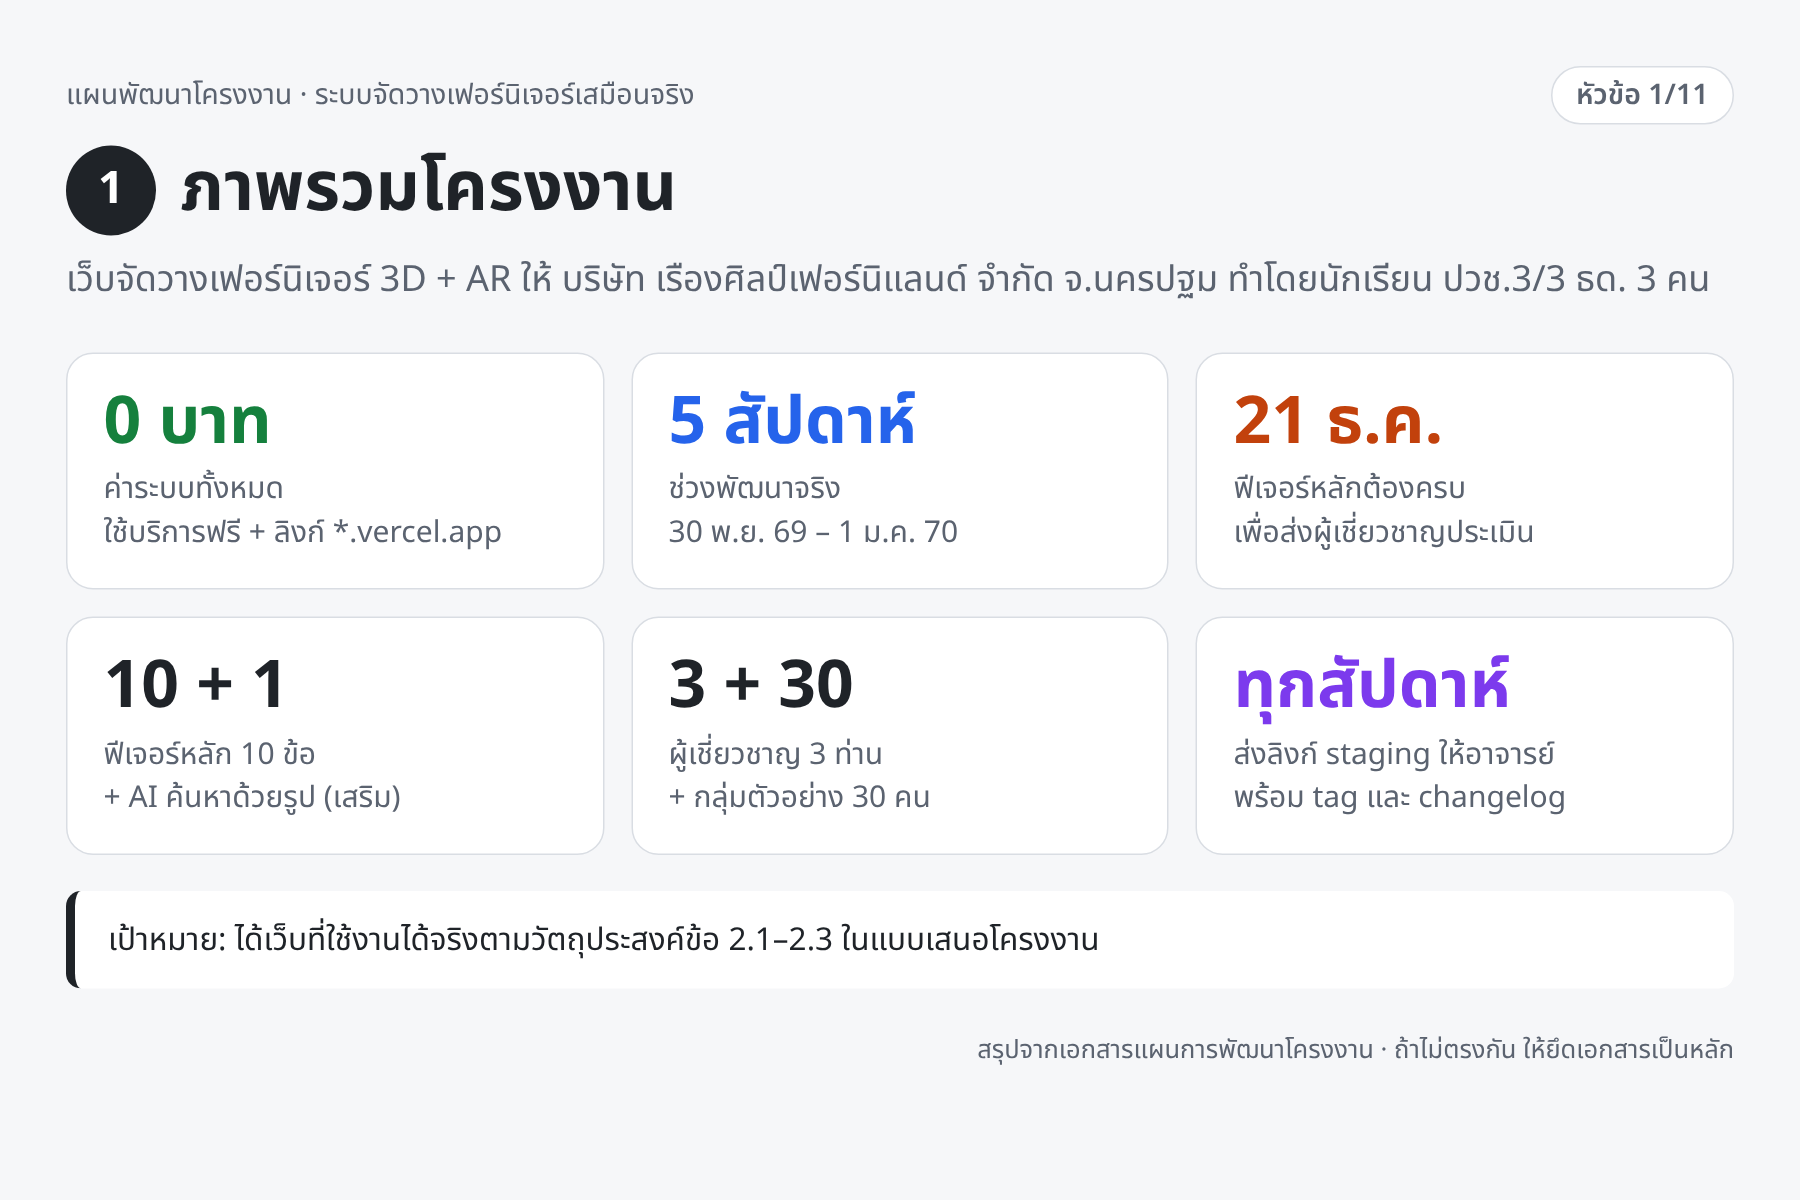 แผนพัฒนาโครงงาน · ระบบจัดวางเฟอร์นิเจอร์เสมือนจริง
หัวข้อ 1/11
1 ภาพรวมโครงงาน
เว็บจัดวางเฟอร์นิเจอร์ 3D + AR ให้ บริษัท เรืองศิลป์เฟอร์นิแลนด์ จำกัด จ.นครปฐม ทำโดยนักเรียน ปวช.3/3 ธด. 3 คน
0 บาท
ค่าระบบทั้งหมด
ใช้บริการฟรี + ลิงก์ *.vercel.app
5 สัปดาห์
ช่วงพัฒนาจริง
30 พ.ย. 69 – 1 ม.ค. 70
21 ธ.ค.
ฟีเจอร์หลักต้องครบ
เพื่อส่งผู้เชี่ยวชาญประเมิน
10 + 1
ฟีเจอร์หลัก 10 ข้อ
+ AI ค้นหาด้วยรูป (เสริม)
3 + 30
ผู้เชี่ยวชาญ 3 ท่าน
+ กลุ่มตัวอย่าง 30 คน
ทุกสัปดาห์
ส่งลิงก์ staging ให้อาจารย์
พร้อม tag และ changelog
เป้าหมาย: ได้เว็บที่ใช้งานได้จริงตามวัตถุประสงค์ข้อ 2.1–2.3 ในแบบเสนอโครงงาน
สรุปจากเอกสารแผนการพัฒนาโครงงาน · ถ้าไม่ตรงกัน ให้ยึดเอกสารเป็นหลัก